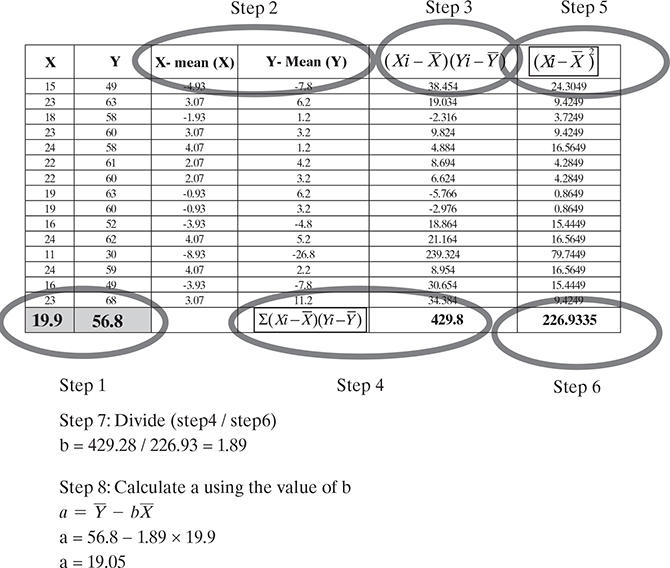 Step 2 Step 3 Step 5
X Y X- mean (X) Y- Mean (Y) (Xi – X̅)(Yi – Y̅) (Xi – X̅)²
15 49 -4.93 -7.8 38.454 24.3049
23 63 3.07 6.2 19.034 9.4249
18 58 -1.93 1.2 -2.316 3.7249
23 60 3.07 3.2 9.824 9.4249
24 58 4.07 1.2 4.884 16.5649
22 61 2.07 4.2 8.694 4.2849
22 60 2.07 3.2 6.624 4.2849
19 63 -0.93 6.2 -5.766 0.8649
19 60 -0.93 3.2 -2.976 0.8649
16 52 -3.93 -4.8 18.864 15.4449
24 62 4.07 5.2 21.164 16.5649
11 30 -8.93 -26.8 239.324 79.7449
24 59 4.07 2.2 8.954 16.5649
16 49 -3.93 -7.8 30.654 15.4449
23 68 3.07 11.2 34.384 9.4249
19.9 56.8 Σ(Xi – X̅)(Yi – Y̅) 429.8 226.9335
Step 1 Step 4 Step 6
Step 7: Divide (step4 / step6)
b = 429.28 / 226.93 = 1.89
Step 8: Calculate a using the value of b
a = Y̅ – bX̅
a = 56.8 – 1.89 × 19.9
a = 19.05